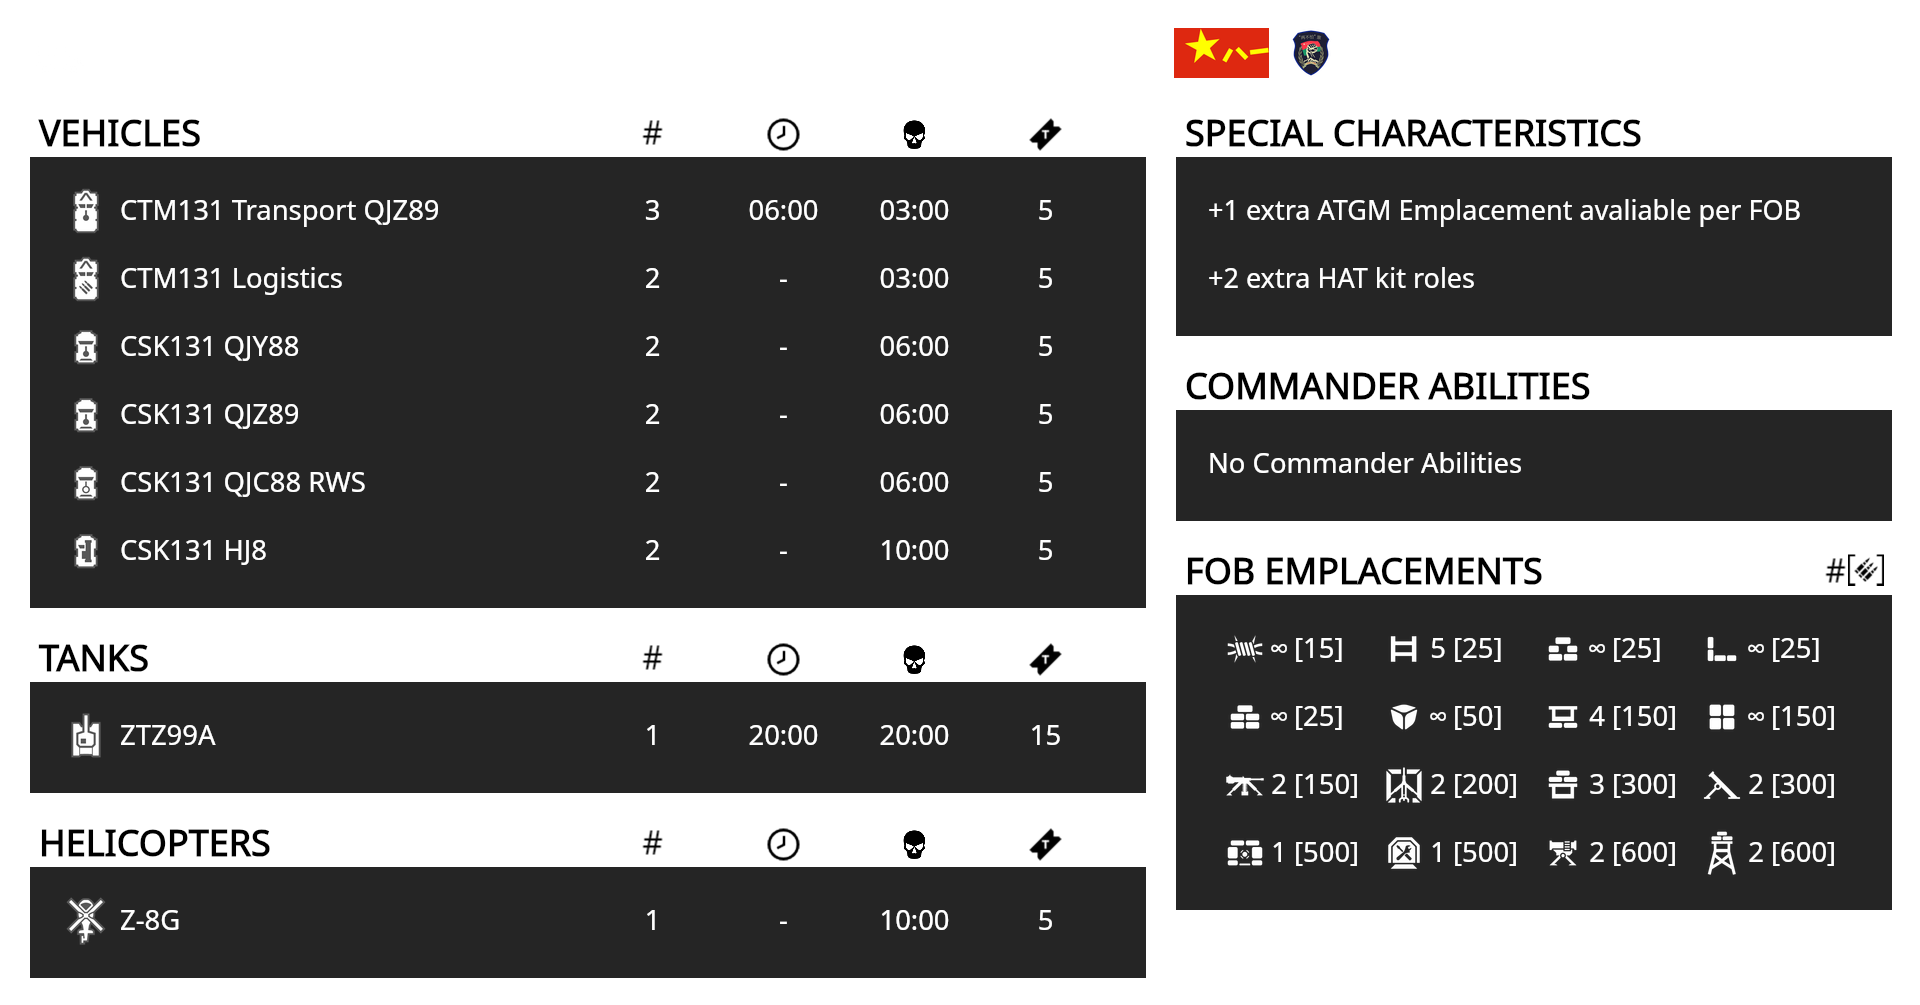 八一
VEHICLES #
CTM131 Transport QJZ89 3 06:00 03:00 5
CTM131 Logistics 2 - 03:00 5
CSK131 QJY88 2 - 06:00 5
CSK131 QJZ89 2 - 06:00 5
CSK131 QJC88 RWS 2 - 06:00 5
CSK131 HJ8 2 - 10:00 5
TANKS #
ZTZ99A 1 20:00 20:00 15
HELICOPTERS #
Z-8G 1 - 10:00 5
SPECIAL CHARACTERISTICS
+1 extra ATGM Emplacement avaliable per FOB
+2 extra HAT kit roles
COMMANDER ABILITIES
No Commander Abilities
FOB EMPLACEMENTS #[ ]
∞ [15] 5 [25] ∞ [25] ∞ [25]
∞ [25] ∞ [50] 4 [150] ∞ [150]
2 [150] 2 [200] 3 [300] 2 [300]
1 [500] 1 [500] 2 [600] 2 [600]